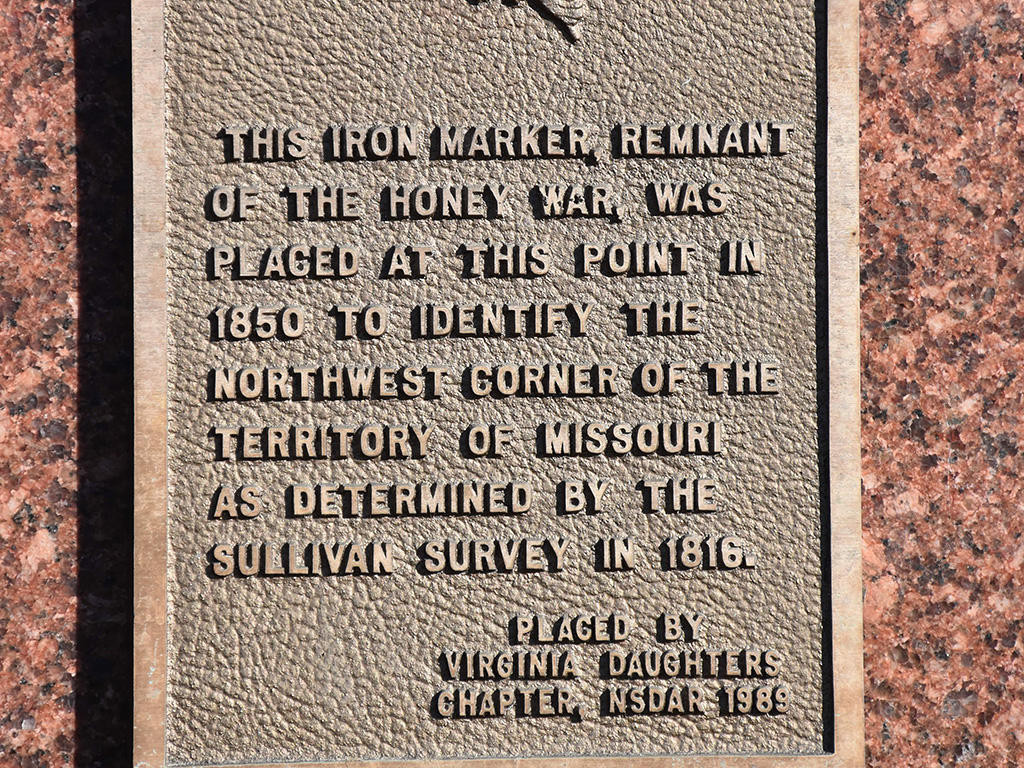 THIS IRON MARKER, REMNANT
OF THE HONEY WAR, WAS
PLACED AT THIS POINT IN
1850 TO IDENTIFY THE
NORTHWEST CORNER OF THE
TERRITORY OF MISSOURI
AS DETERMINED BY THE
SULLIVAN SURVEY IN 1816.
PLACED BY
VIRGINIA DAUGHTERS
CHAPTER, NSDAR 1989